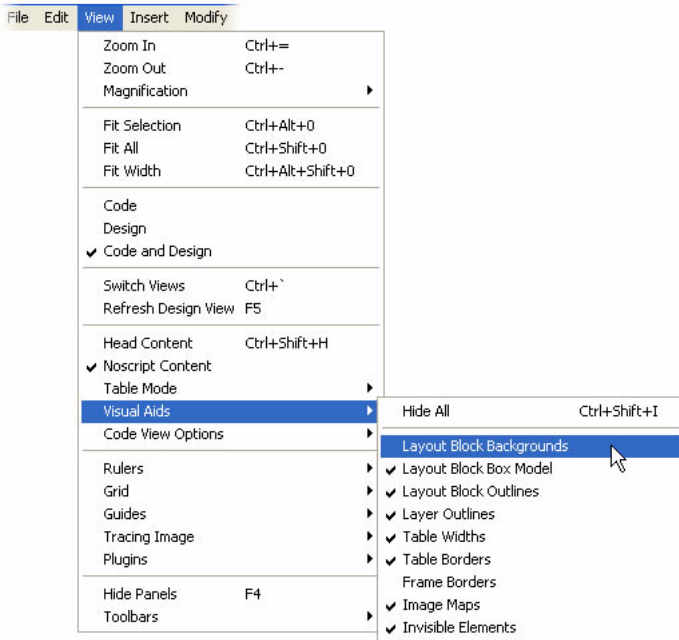 File Edit View Insert Modify
Zoom In Ctrl+=
Zoom Out Ctrl+-
Magnification
Fit Selection Ctrl+Alt+0
Fit All Ctrl+Shift+0
Fit Width Ctrl+Alt+Shift+0
Code
Design
Code and Design
Switch Views Ctrl+`
Refresh Design View F5
Head Content Ctrl+Shift+H
Noscript Content
Table Mode
Visual Aids
Hide All Ctrl+Shift+I
Code View Options
Layout Block Backgrounds
Rulers
Layout Block Box Model
Grid
Layout Block Outlines
Guides
Layer Outlines
Tracing Image
Table Widths
Plugins
Table Borders
Frame Borders
Hide Panels F4
Image Maps
Toolbars
Invisible Elements